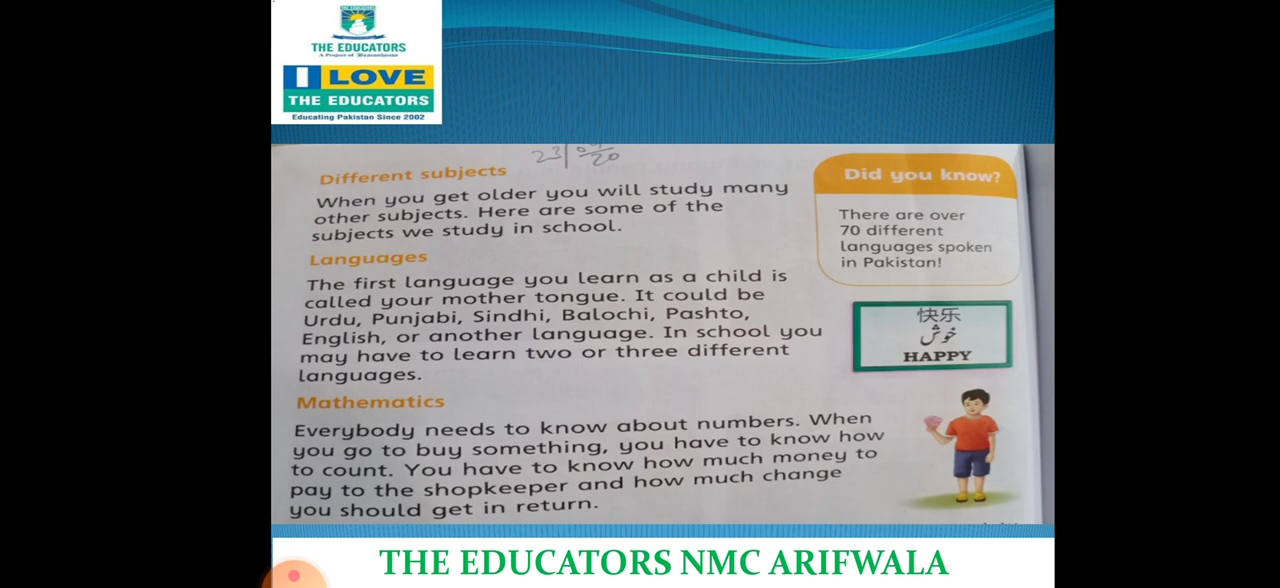 THE EDUCATORS
A Project of Beaconhouse
I LOVE
THE EDUCATORS
Educating Pakistan Since 2002
Different subjects
When you get older you will study many
other subjects. Here are some of the
subjects we study in school.
Languages
The first language you learn as a child is
called your mother tongue. It could be
Urdu, Punjabi, Sindhi, Balochi, Pashto,
English, or another language. In school you
may have to learn two or three different
languages.
Mathematics
Everybody needs to know about numbers. When
you go to buy something, you have to know how
to count. You have to know how much money to
pay to the shopkeeper and how much change
you should get in return.
Did you know?
There are over
70 different
languages spoken
in Pakistan!
快乐
خوش
HAPPY
THE EDUCATORS NMC ARIFWALA